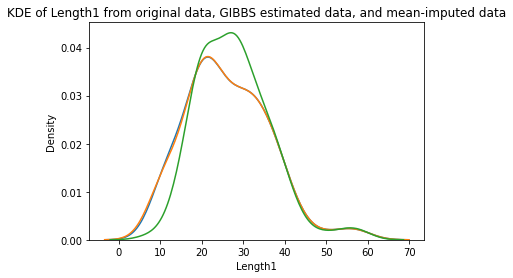 KDE of Length1 from original data, GIBBS estimated data, and mean-imputed data
0.04
0.03
0.02
0.01
0.00
Density
0 10 20 30 40 50 60 70
Length1